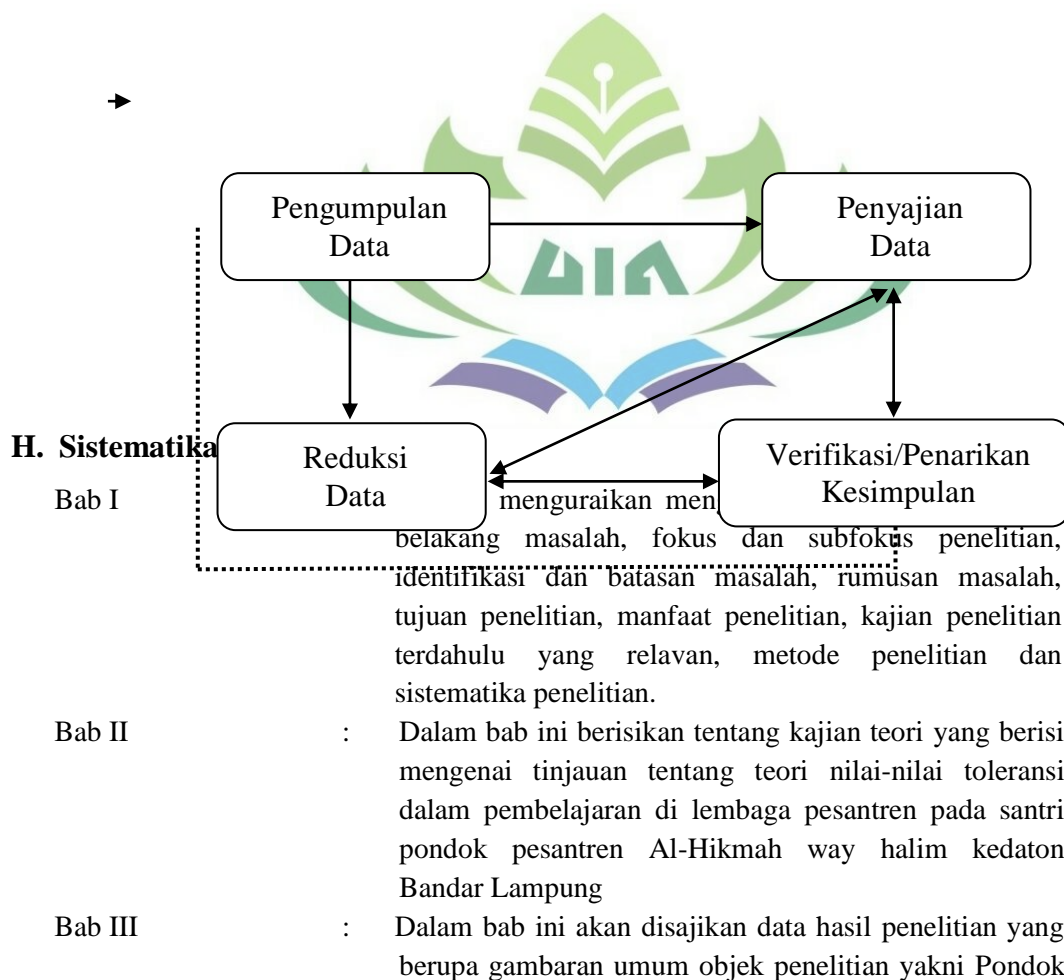 Pengumpulan
Data
Penyajian
Data
UIN
Reduksi
Data
Verifikasi/Penarikan
Kesimpulan
H. Sistematika
Bab I
menguraikan
belakang masalah, fokus dan subfokus penelitian,
identifikasi dan batasan masalah, rumusan masalah,
tujuan penelitian, manfaat penelitian, kajian penelitian
terdahulu yang relavan, metode penelitian dan
sistematika penelitian.
Bab II : Dalam bab ini berisikan tentang kajian teori yang berisi
mengenai tinjauan tentang teori nilai-nilai toleransi
dalam pembelajaran di lembaga pesantren pada santri
pondok pesantren Al-Hikmah way halim kedaton
Bandar Lampung
Bab III : Dalam bab ini akan disajikan data hasil penelitian yang
berupa gambaran umum objek penelitian yakni Pondok